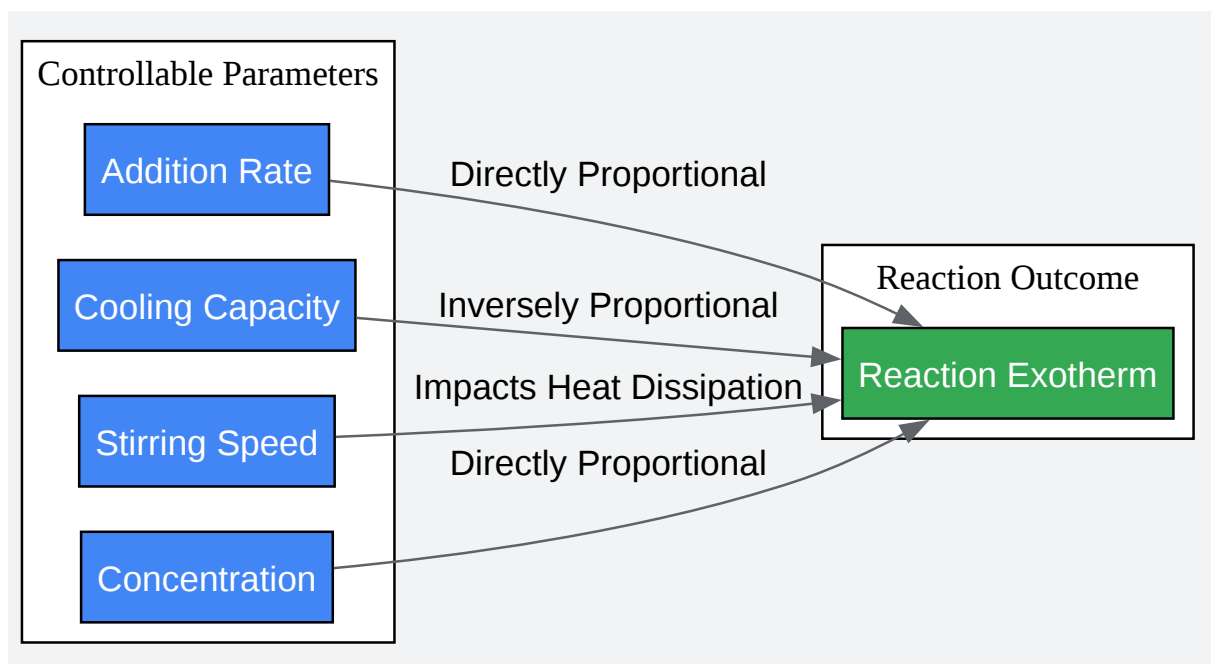 Controllable Parameters
Addition Rate
Directly Proportional
Cooling Capacity
Inversely Proportional
Stirring Speed
Impacts Heat Dissipation
Concentration
Directly Proportional
Reaction Outcome
Reaction Exotherm